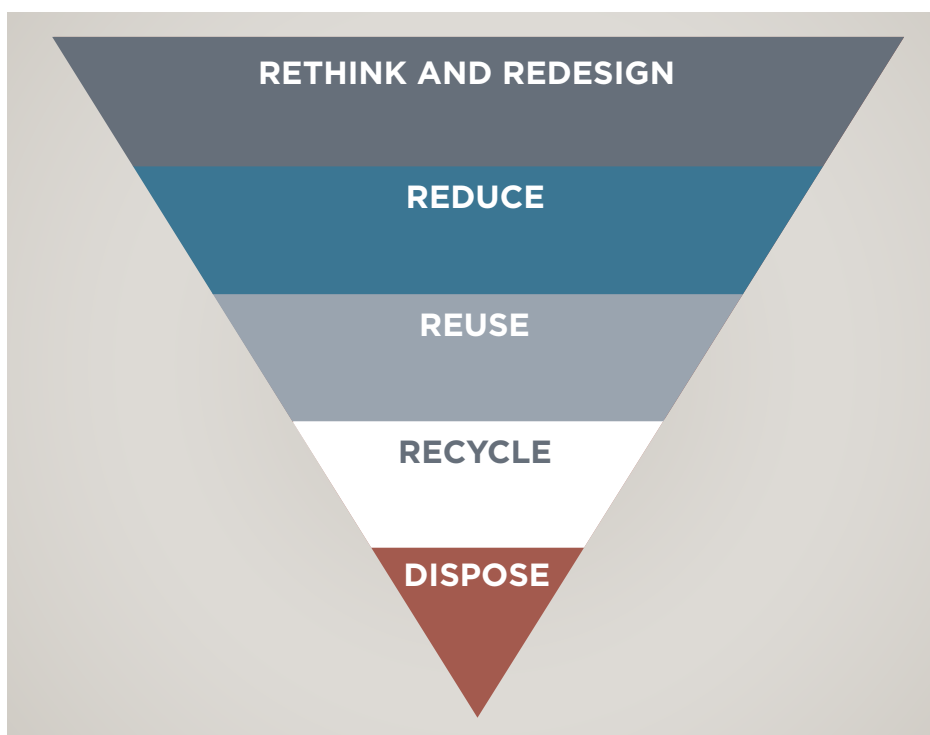 RETHINK AND REDESIGN
REDUCE
REUSE
RECYCLE
DISPOSE